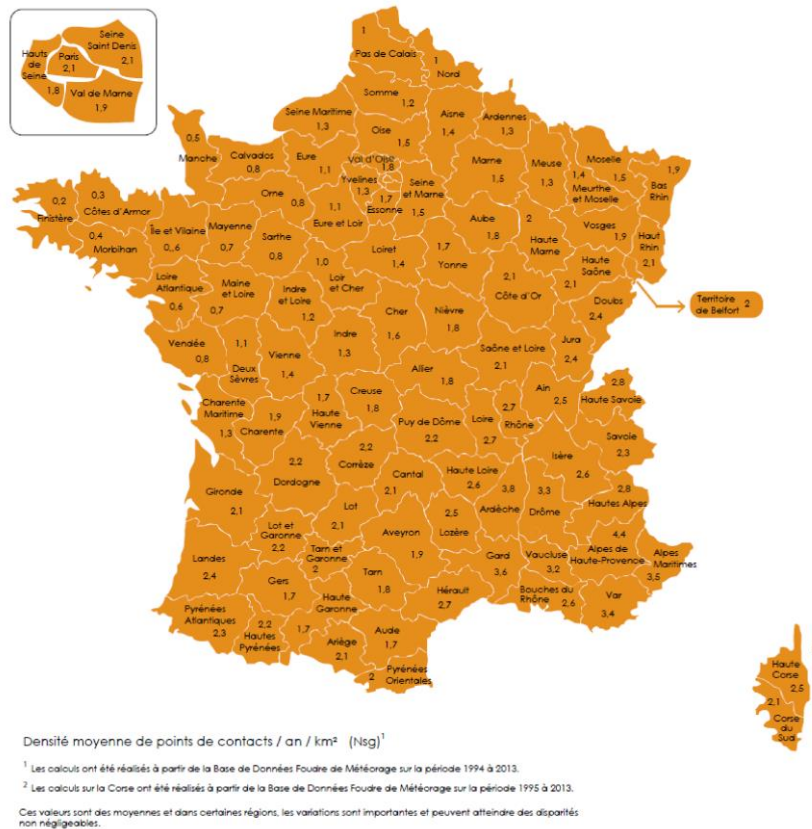 Seine
Saint Denis
2,1
Hauts
de
Seine
1,8
Paris
2,1
Val de Marne
1,9
1
Pas de Calais
1
Nord
Somme
1,2
Seine Maritime
1,3
Oise
1,5
Aisne
1,4
Ardennes
1,3
0,5
Manche
Calvados
0,8
Eure
1,1
Val d'Oise
1,8
Yvelines
1,3
1,7
Essonne
Seine
et Marne
1,5
Marne
1,5
Meuse
1,3
Moselle
1,5
1,4
Meurthe
et Moselle
1,9
Bas
Rhin
0,2
Finistère
0,3
Côtes d'Armor
0,4
Morbihan
Île et Vilaine
0,,6
Mayenne
0,7
Orne
0,8
Sarthe
0,8
1,1
Eure et Loir
Loiret
1,4
1,7
Yonne
Aube
1,8
2
Haute
Marne
Vosges
1,9
Haut
Rhin
2,1
Haute
Saône
2,1
Territoire
de Belfort
2
Loire
Atlantique
0,6
Maine
et Loire
0,7
Indre
et Loire
1,2
1,0
Loir
et Cher
Cher
1,6
Nièvre
1,8
2,1
Côte d'Or
Doubs
2,4
Jura
2,4
Vendée
0,8
1,1
Deux
Sèvres
Vienne
1,4
Indre
1,3
Allier
1,8
Saône et Loire
2,1
Ain
2,5
2,8
Haute Savoie
Charente
Maritime
1,3
1,9
Charente
1,7
Haute
Vienne
Creuse
1,8
Puy de Dôme
2,2
Loire
2,7
2,7
Rhône
Savoie
2,3
Isère
2,6
Gironde
2,1
2,2
Dordogne
2,2
Corrèze
Cantal
2,1
Haute Loire
2,6
3,8
Ardèche
3,3
Drôme
2,8
Hautes Alpes
Lot et
Garonne
2,2
Lot
2,1
Aveyron
1,9
2,5
Lozère
Gard
3,6
Vaucluse
3,2
4,4
Alpes de
Haute-Provence
Alpes
Maritimes
3,5
Landes
2,4
Gers
1,7
Tarn et
Garonne
2
Tarn
1,8
Hérault
2,7
Bouches du
Rhône
2,6
Var
3,4
Pyrénées
Atlantiques
2,3
2,2
Hautes
Pyrénées
Haute
Garonne
1,7
Ariège
2,1
Aude
1,7
2
Pyrénées
Orientales
Haute
Corse
2,5
2,1
Corse
du
Sud
Densité moyenne de points de contacts / an / km² (Nsg)1
1 Les calculs ont été réalisés à partir de la Base de Données Foudre de Météorage sur la période 1994 à 2013.
2 Les calculs sur la Corse ont été réalisés à partir de la Base de Données Foudre de Météorage sur la période 1995 à 2013.
Ces valeurs sont des moyennes et dans certaines régions, les variations sont importantes et peuvent atteindre des disparités
non négligeables.